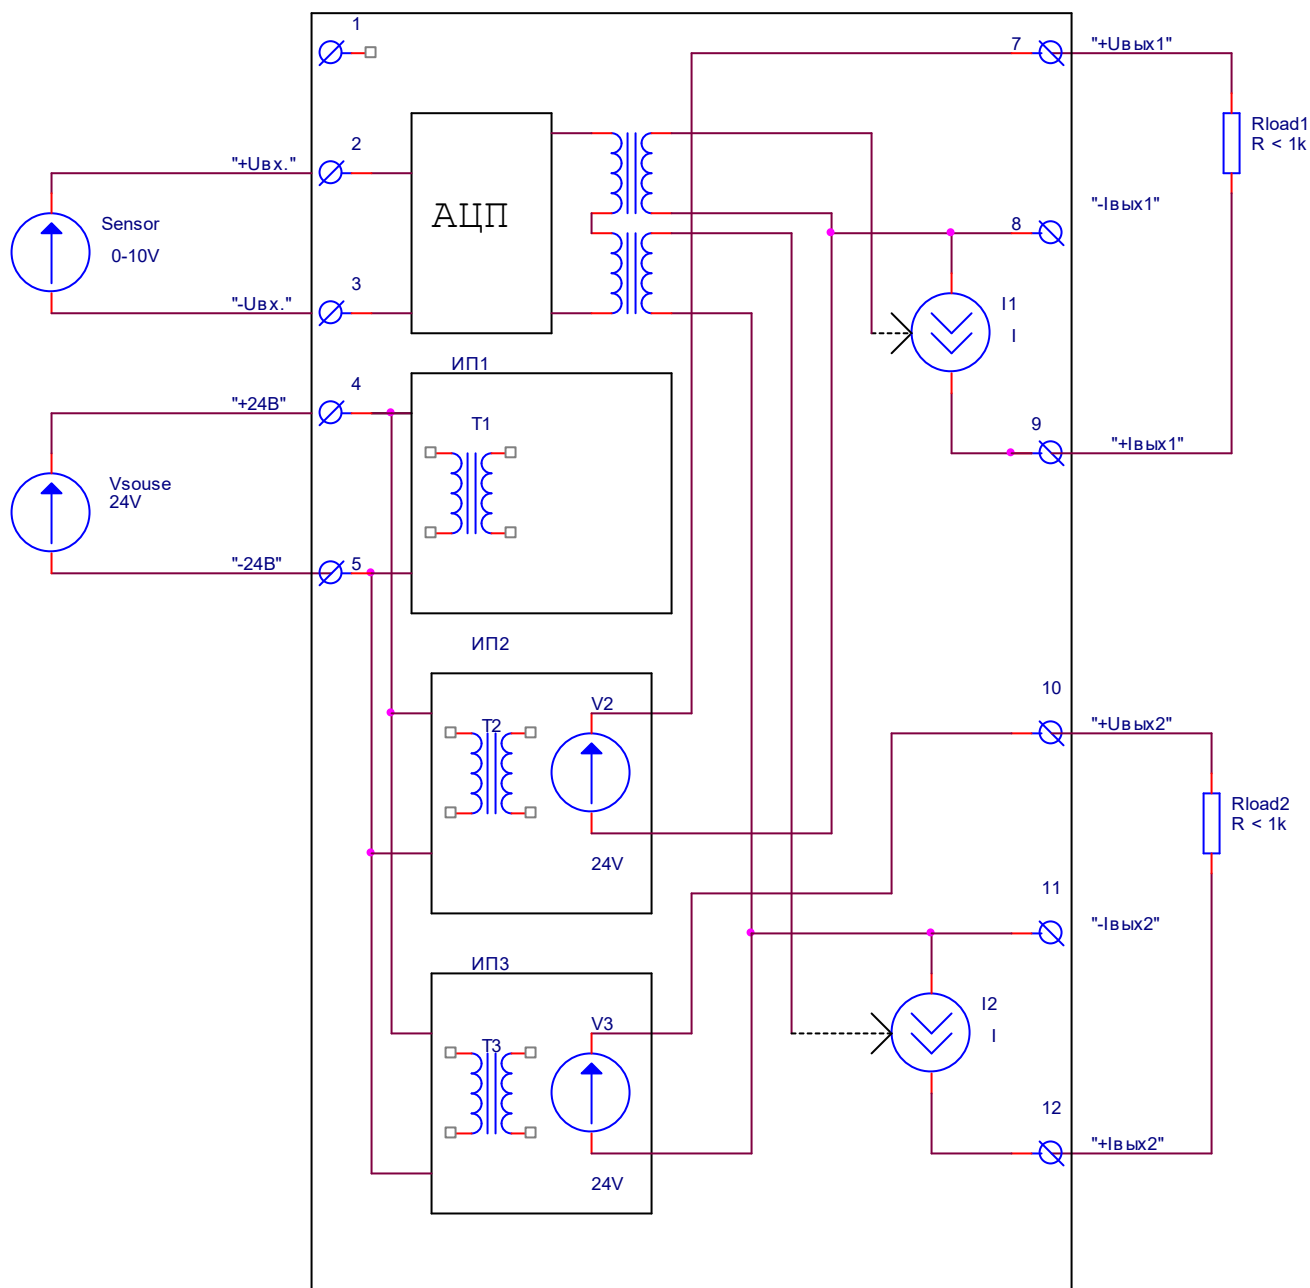 1
7
"+Uвых1"
Rload1
R < 1k
2
"+Uвх."
АЦП
"-Iвых1"
8
Sensor
0-10V
3
"-Uвх."
I1
I
ИП1
4
"+24В"
T1
9
"+Iвых1"
Vsouse
24V
"-24В"
5
ИП2
10
V2
T2
"+Uвых2"
Rload2
R < 1k
24V
11
"-Iвых2"
ИП3
I2
I
V3
T3
12
"+Iвых2"
24V